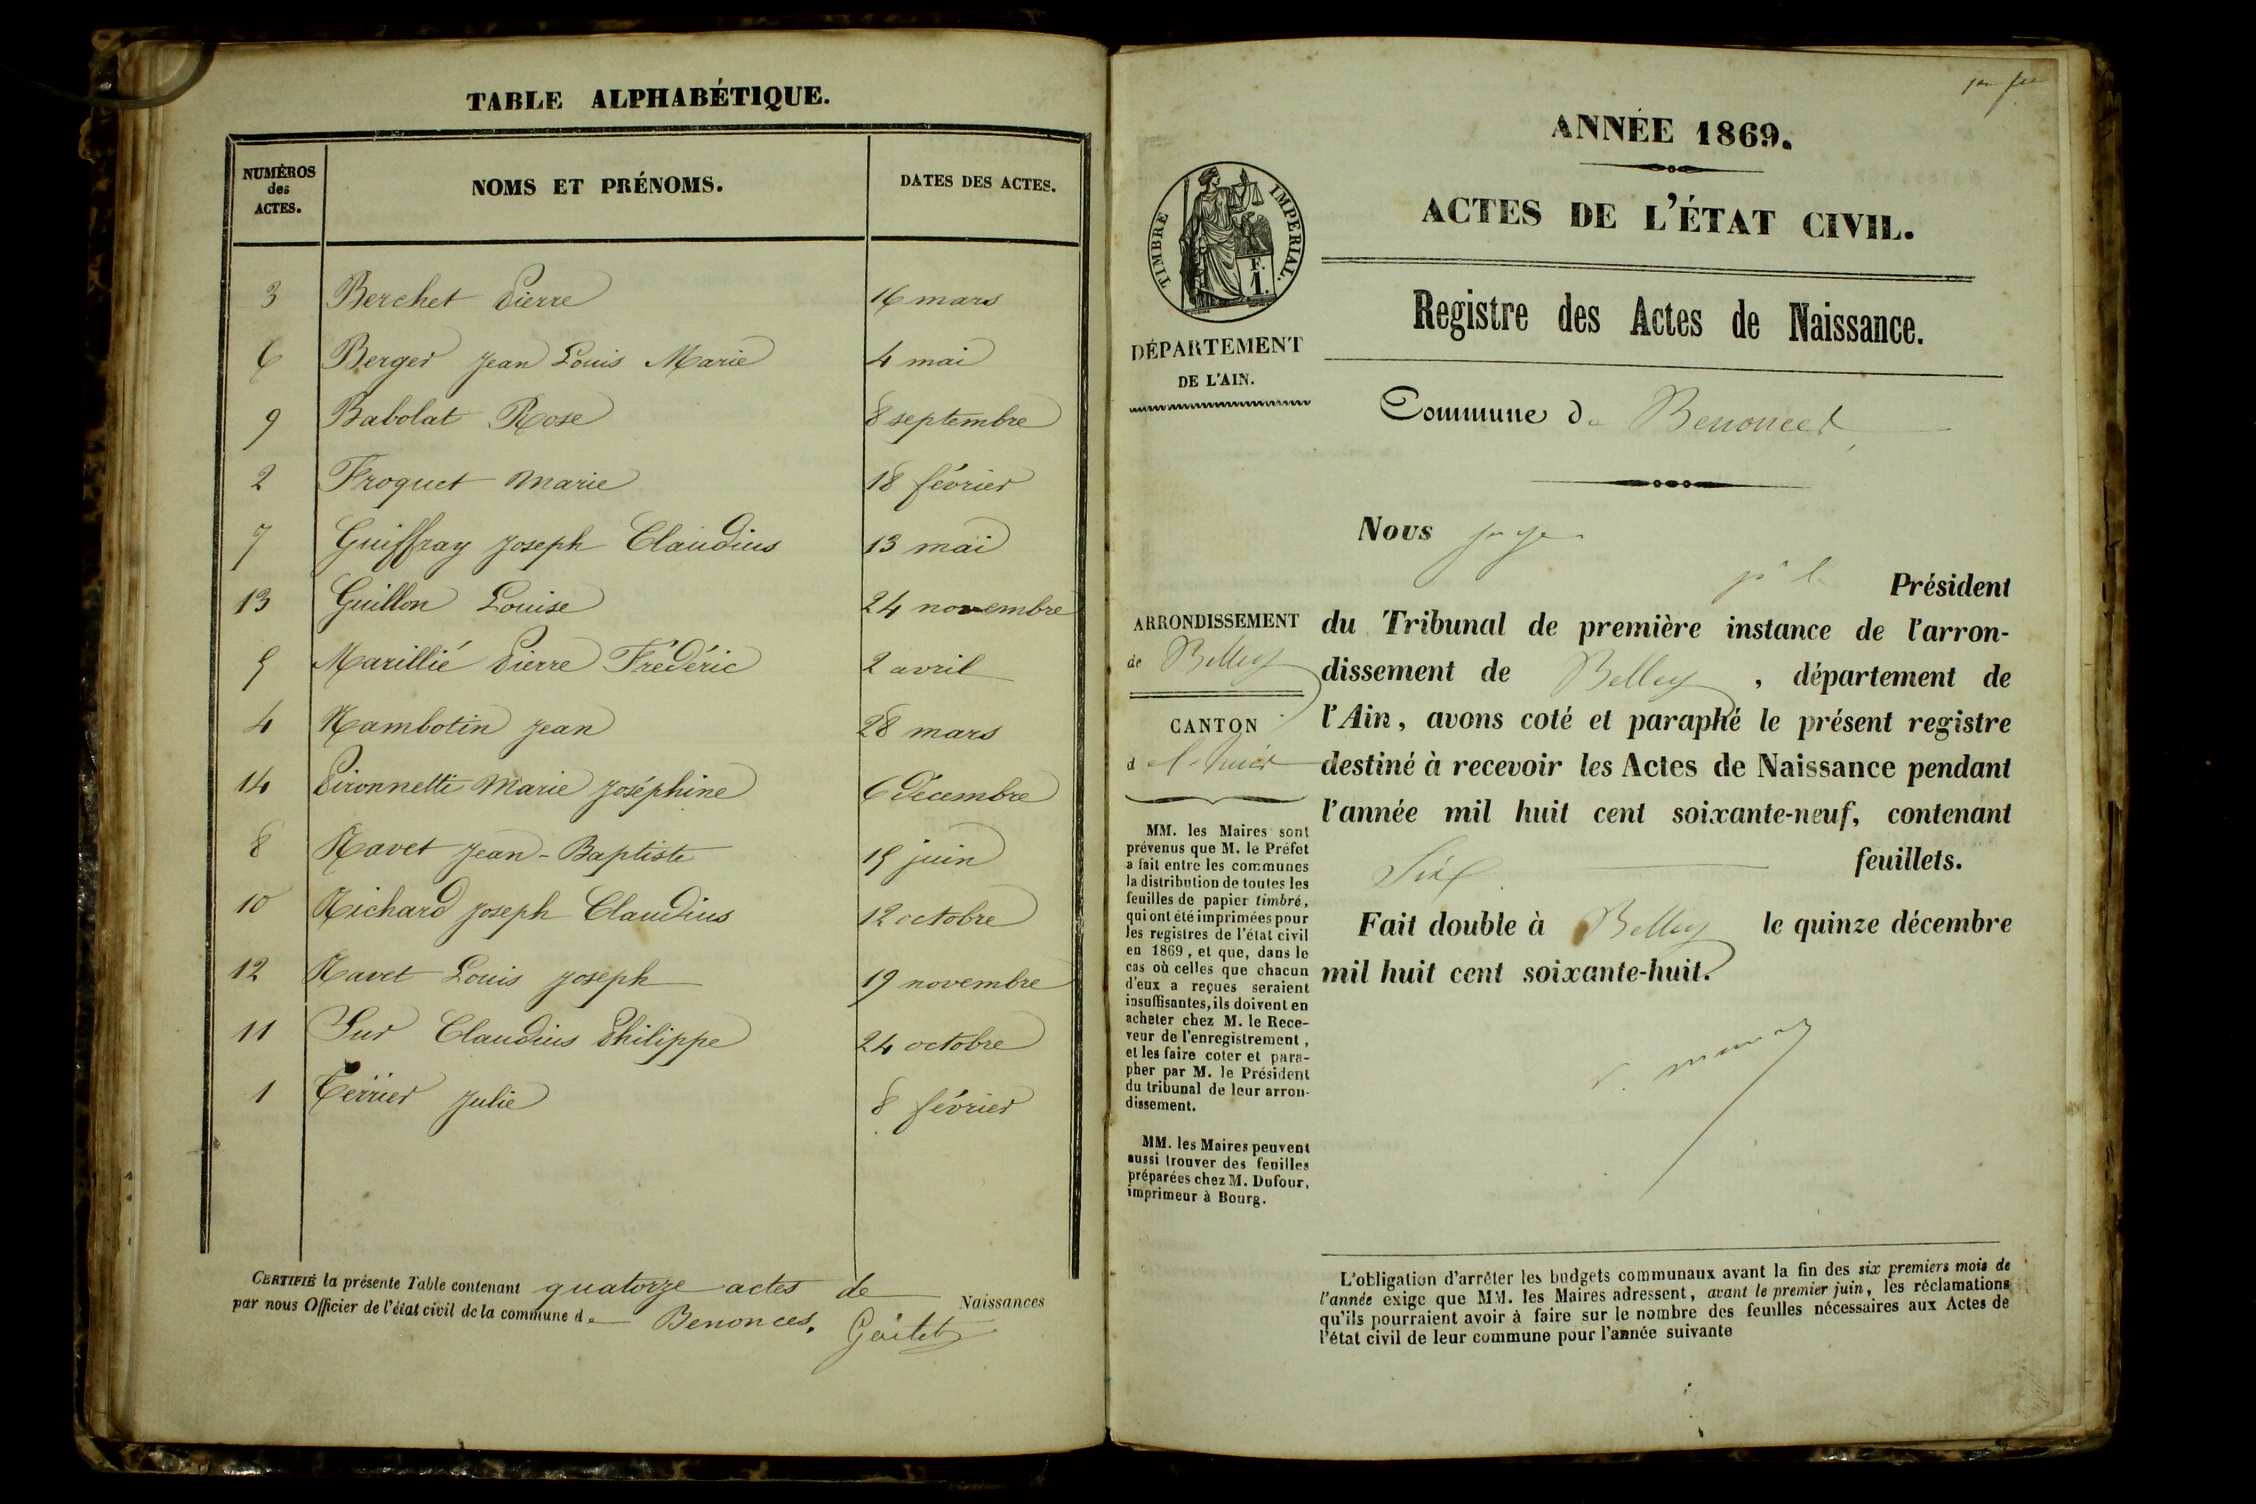 TABLE ALPHABÉTIQUE.
NUMÉROS des ACTES. NOMS ET PRÉNOMS. DATES DES ACTES.
3 Berchet Pierre 16 mars
6 Berger Jean Louis Marie 4 mai
9 Babolat Rose 8 septembre
2 Froquet Marie 18 février
7 Guiffray Joseph Claudius 13 mai
13 Guillon Louise 24 novembre
5 Marillié Pierre Frédéric 2 avril
4 Nambotin Jean 28 mars
14 Pironnetti Marie Joséphine 6 Décembre
8 Ravet Jean-Baptiste 15 juin
10 Richard Joseph Claudius 12 octobre
12 Ravet Louis Joseph 19 novembre
11 Sur Claudius Philippe 24 octobre
1 Terrier Julie 8 février
CERTIFIÉ la présente Table contenant quatorze actes de Naissances
par nous Officier de l'état civil de la commune de Benonces.
ANNÉE 1869.
TIMBRE IMPERIAL.
F.
1.
ACTES DE L'ÉTAT CIVIL.
Registre des Actes de Naissance.
DÉPARTEMENT
DE L'AIN.
Commune de Benonces
Nous juge
Président
ARRONDISSEMENT
de Belley
CANTON
d
du Tribunal de première instance de l'arron-
dissement de Belley, département de
l'Ain, avons coté et paraphé le présent registre
destiné à recevoir les Actes de Naissance pendant
l'année mil huit cent soixante-neuf, contenant
Six feuillets.
Fait double à Belley le quinze décembre
mil huit cent soixante-huit.
MM. les Maires sont
prévenus que M. le Préfet
a fait entre les communes
la distribution de toutes les
feuilles de papier timbré,
qui ont été imprimées pour
les registres de l'état civil
en 1869, et que, dans le
cas où celles que chacun
d'eux a reçues seraient
insuffisantes, ils doivent en
acheter chez M. le Rece-
veur de l'enregistrement,
et les faire coter et para-
pher par M. le Président
du tribunal de leur arron-
dissement.
MM. les Maires peuvent
aussi trouver des feuilles
préparées chez M. Dufour,
imprimeur à Bourg.
L'obligation d'arrêter les budgets communaux avant la fin des six premiers mois de
l'année exige que MM. les Maires adressent, avant le premier juin, les réclamations
qu'ils pourraient avoir à faire sur le nombre des feuilles nécessaires aux Actes de
l'état civil de leur commune pour l'année suivante